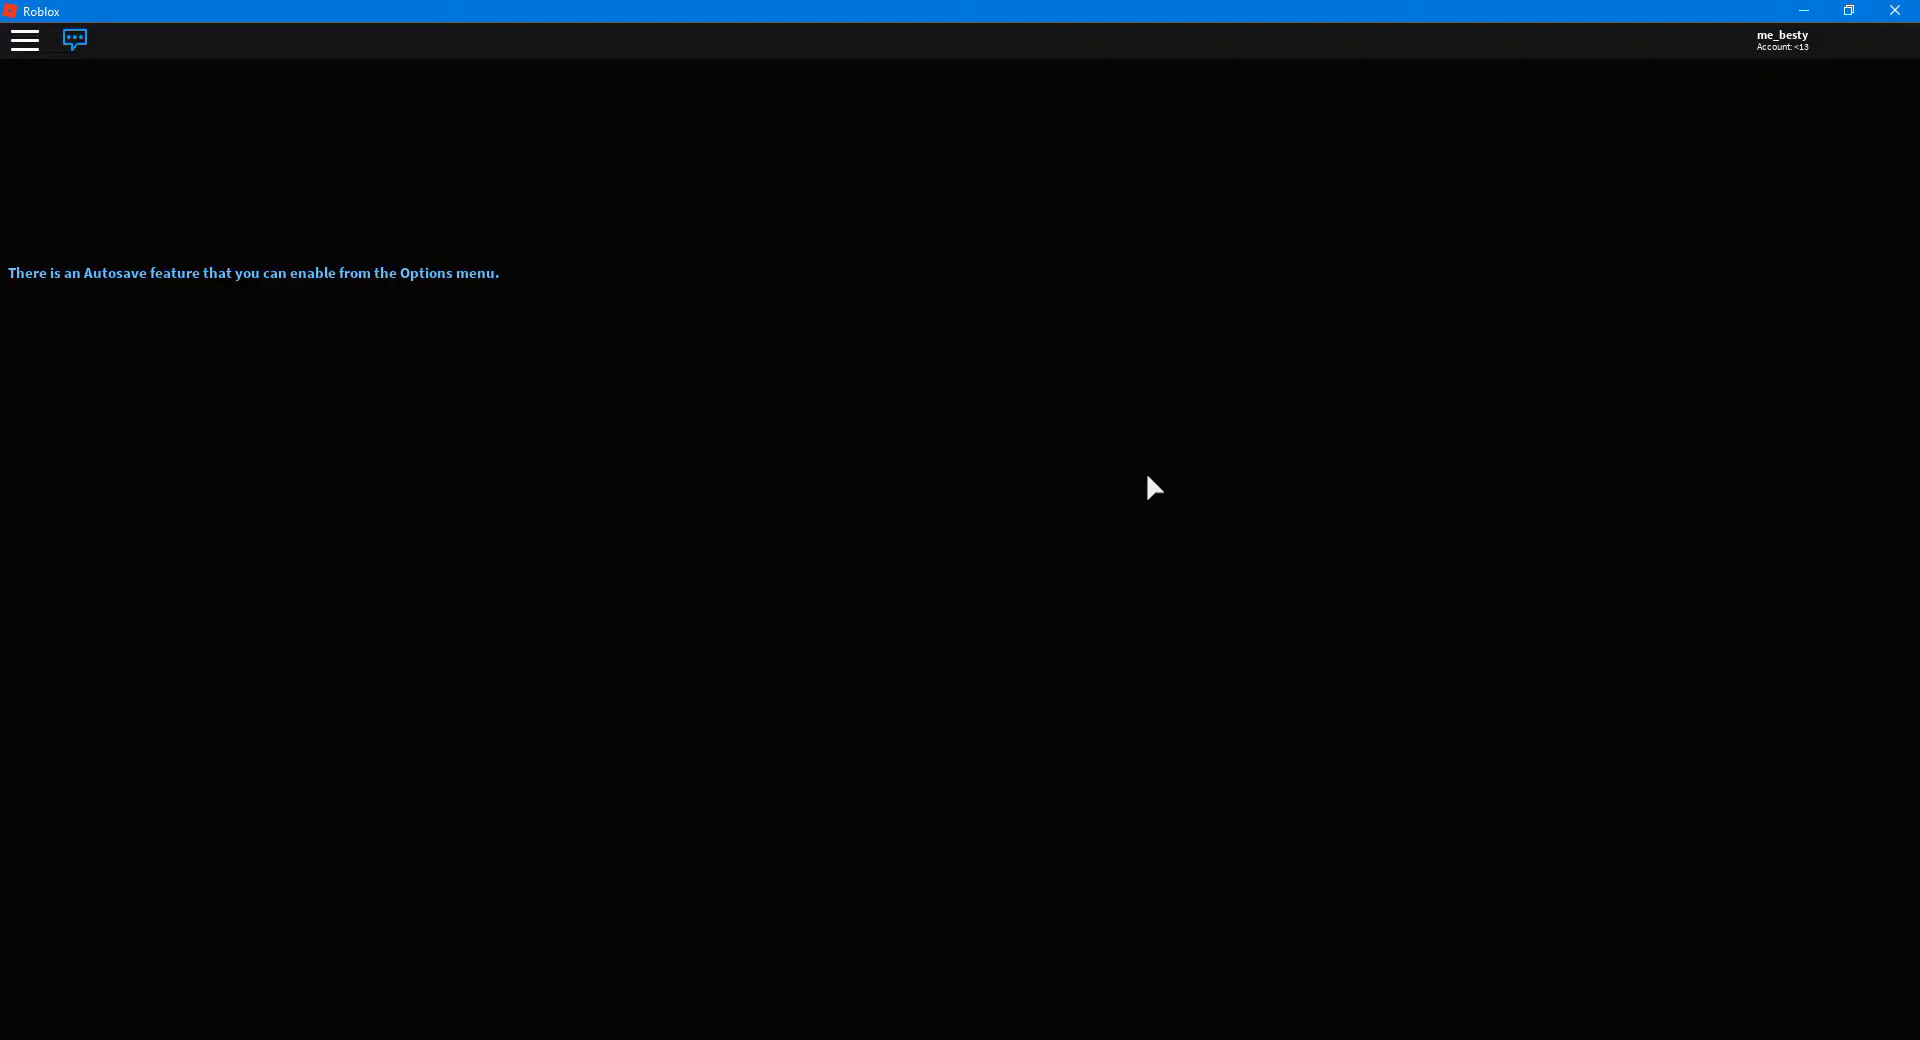 Roblox
me_besty
Account: <13
There is an Autosave feature that you can enable from the Options menu.